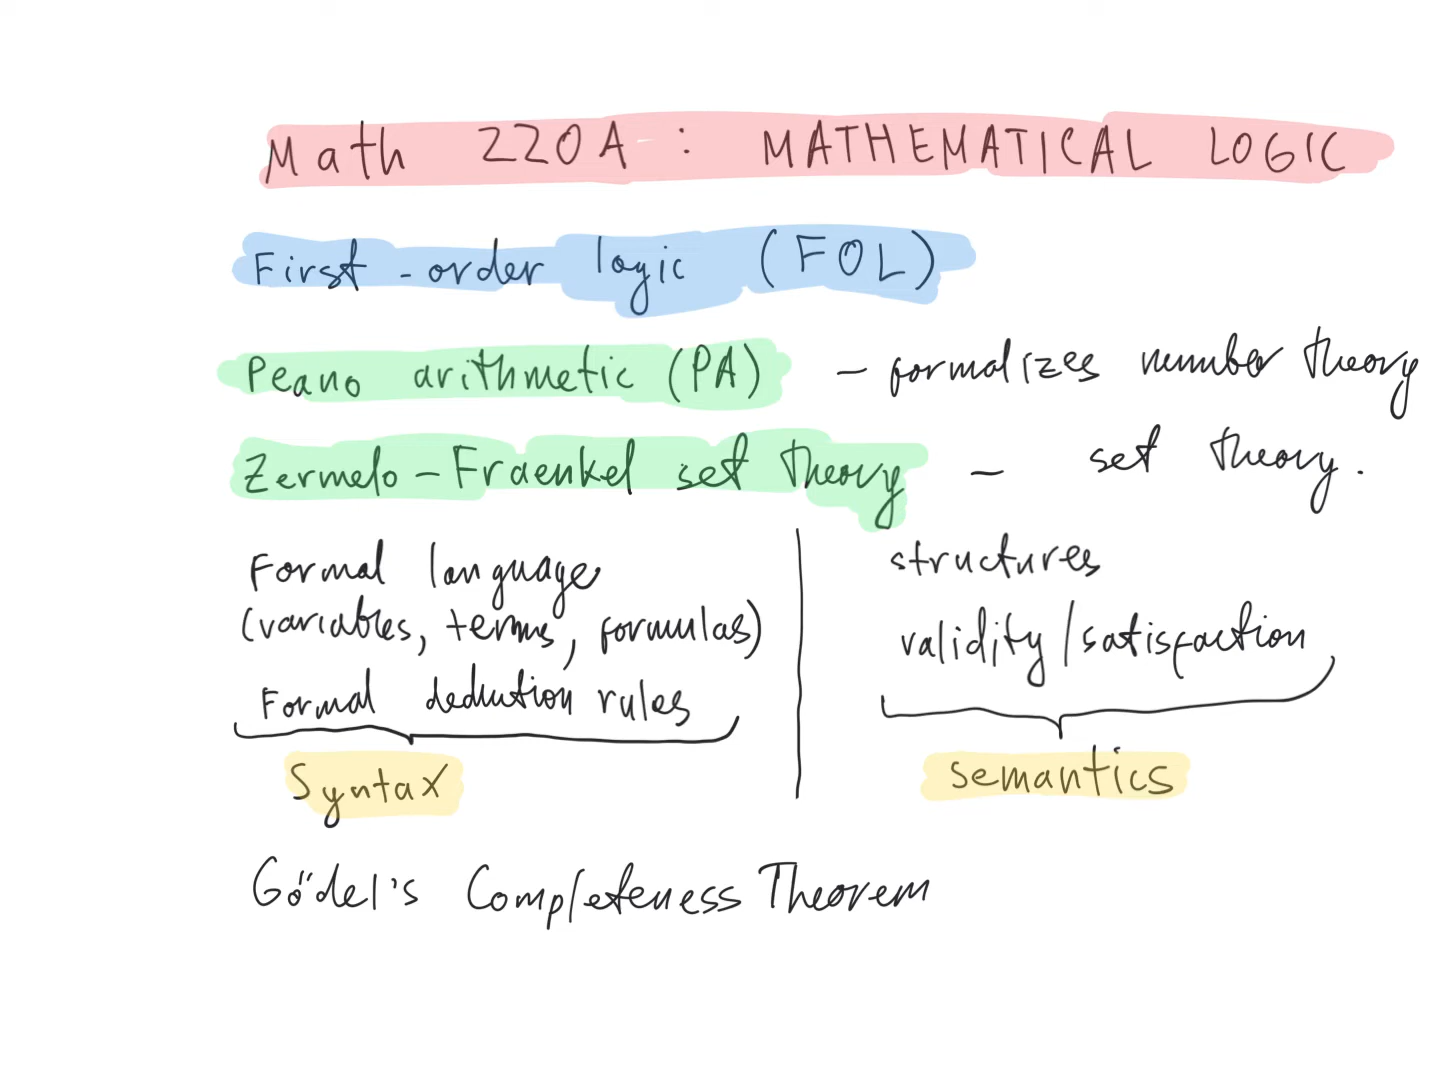 Math 220A : MATHEMATICAL LOGIC
First-order logic (FOL)
Peano arithmetic (PA) – formalizes number theory
Zermelo-Fraenkel set theory – set theory.
Formal language
(variables, terms, formulas)
Formal deduction rules
Syntax
structures
validity/satisfaction
semantics
Gödel's Completeness Theorem